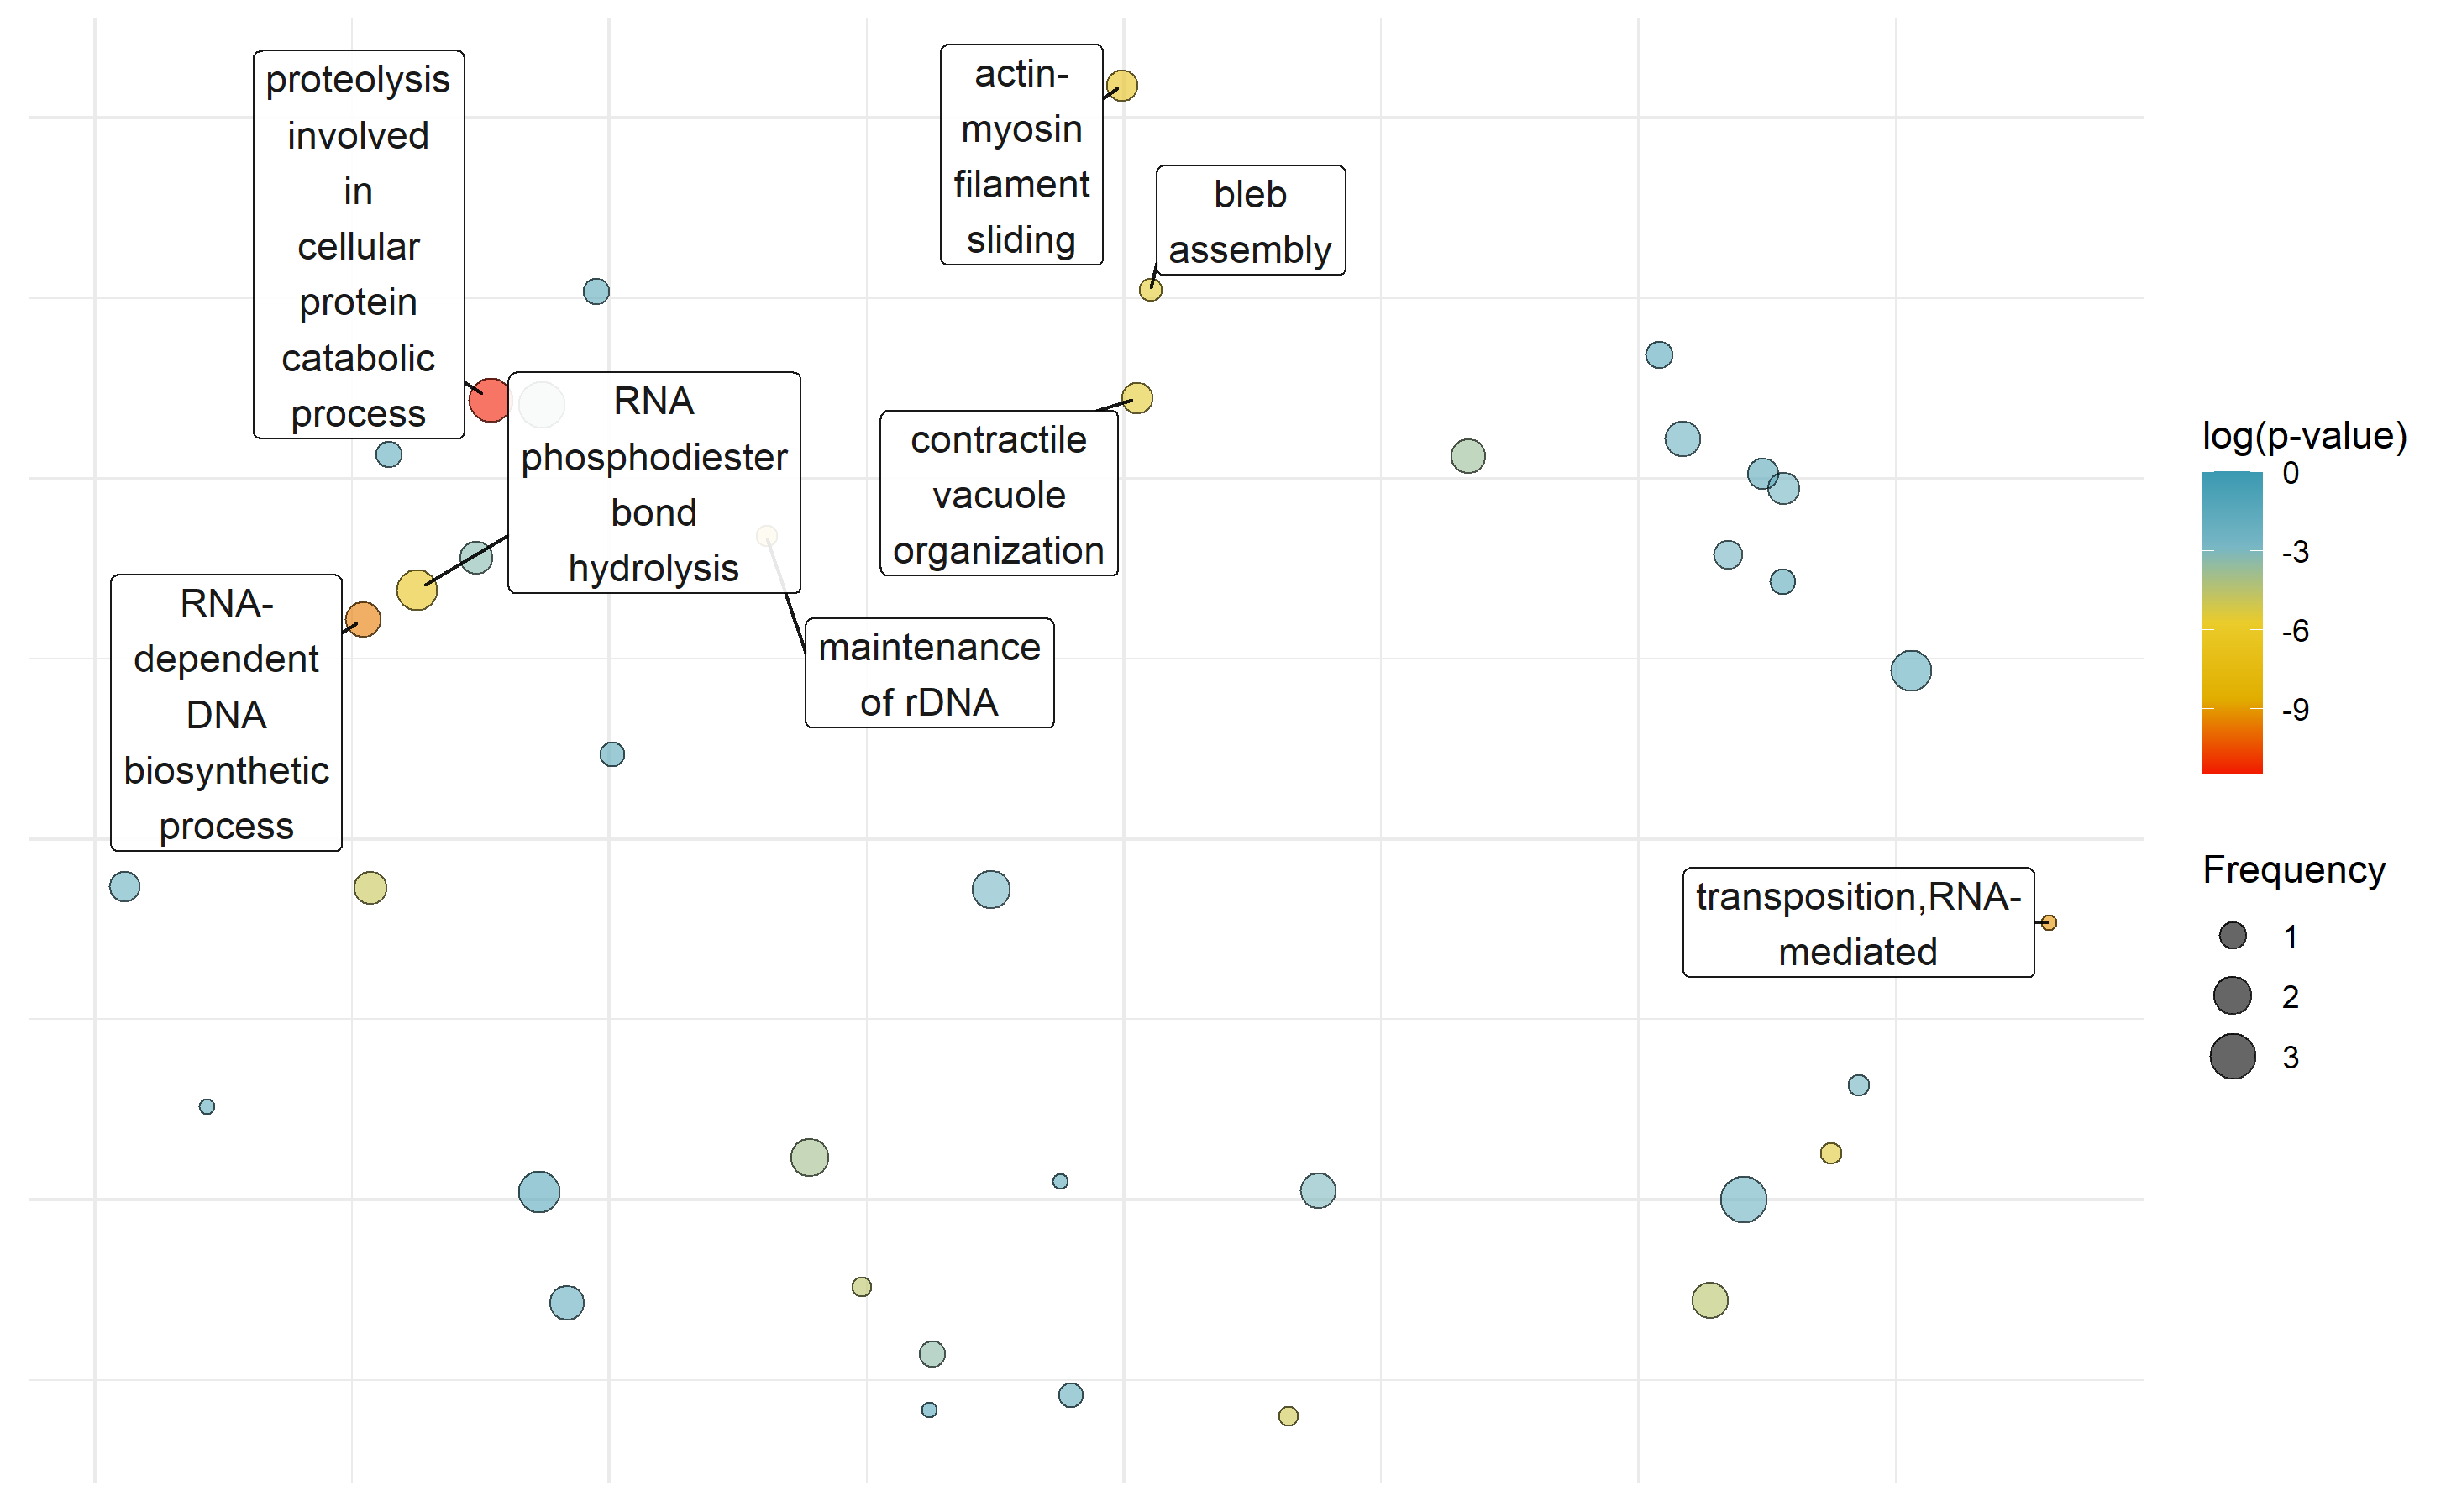 proteolysis
involved
in
cellular
protein
catabolic
process
actin-
myosin
filament
sliding
bleb
assembly
RNA
phosphodiester
bond
hydrolysis
contractile
vacuole
organization
RNA-
dependent
DNA
biosynthetic
process
maintenance
of rDNA
transposition,RNA-
mediated
log(p-value)
0
-3
-6
-9
Frequency
1
2
3